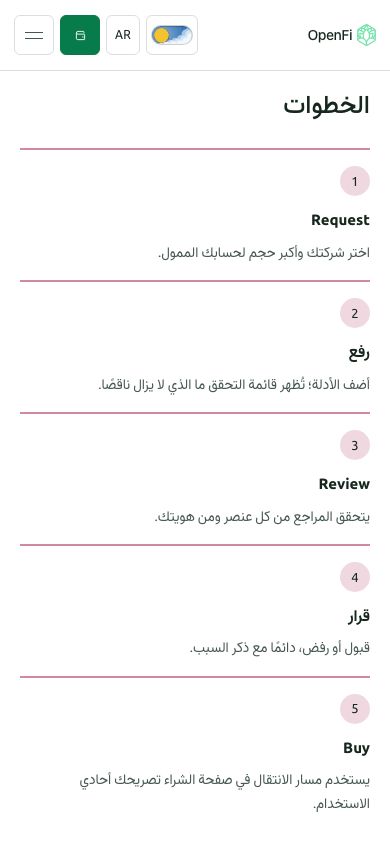 OpenFi
AR
الخطوات
1
Request
اختر شركتك وأكبر حجم لحسابك الممول.
2
رفع
أضف الأدلة؛ تُظهر قائمة التحقق ما الذي لا يزال ناقصًا.
3
Review
يتحقق المراجع من كل عنصر ومن هويتك.
4
قرار
قبول أو رفض، دائمًا مع ذكر السبب.
5
Buy
يستخدم مسار الانتقال في صفحة الشراء تصريحك أحادي
الاستخدام.